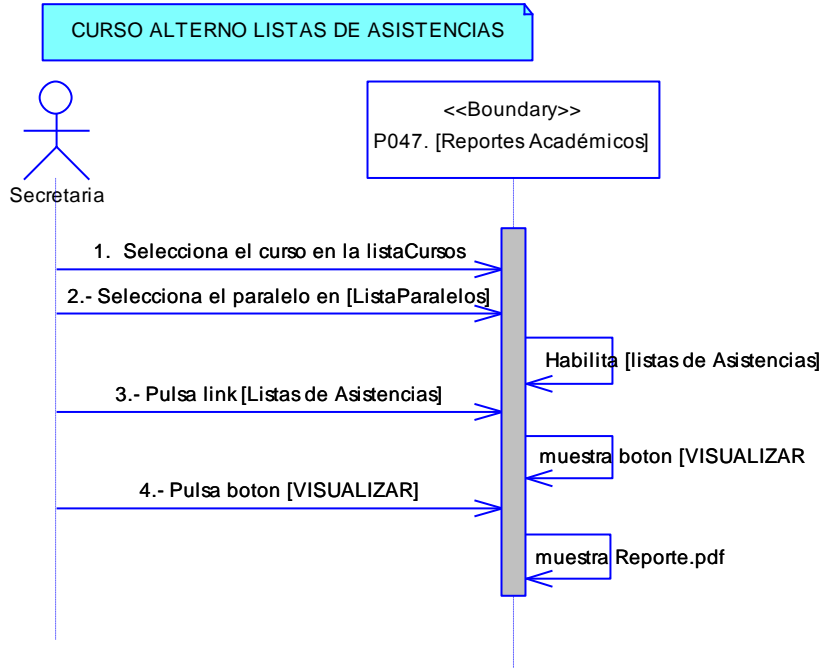 CURSO ALTERNO LISTAS DE ASISTENCIAS
<<Boundary>>
P047. [Reportes Académicos]
Secretaria
1.  Selecciona el curso en la listaCursos
2.- Selecciona el paralelo en [ListaParalelos]
Habilita [listas de Asistencias]
3.- Pulsa link [Listas de Asistencias]
muestra boton [VISUALIZAR
4.- Pulsa boton [VISUALIZAR]
muestra Reporte.pdf